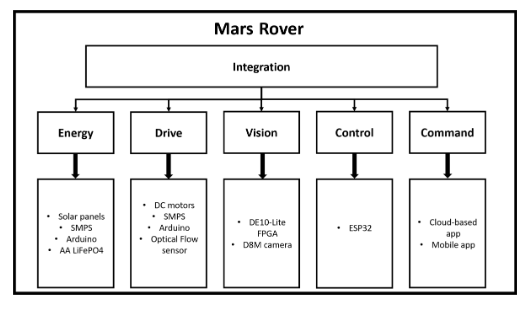 Mars Rover
Integration
Energy
Drive
Vision
Control
Command
• Solar panels
• SMPS
• Arduino
• AA LiFePO4
• DC motors
• SMPS
• Arduino
• Optical Flow
sensor
• DE10-Lite
FPGA
• D8M camera
• ESP32
• Cloud-based
app
• Mobile app